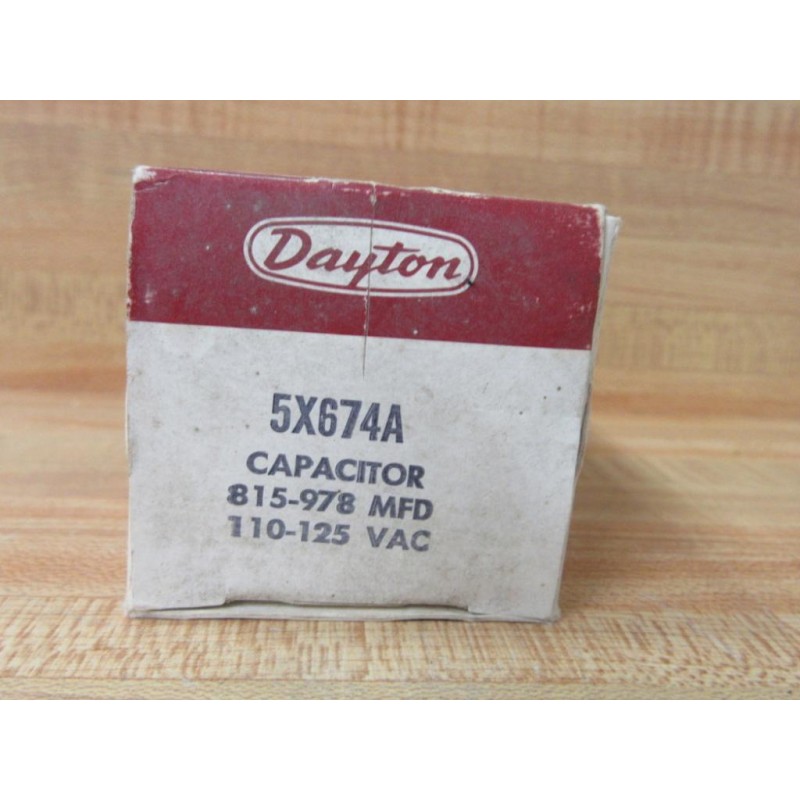 Dayton
5X674A
CAPACITOR
815-978 MFD
110-125 VAC